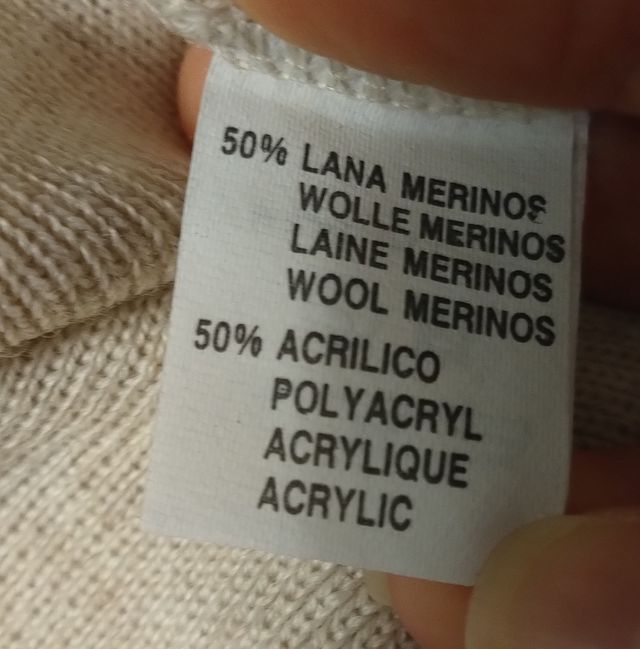 50% LANA MERINOS
WOLLE MERINOS
LAINE MERINOS
WOOL MERINOS
50% ACRILICO
POLYACRYL
ACRYLIQUE
ACRYLIC